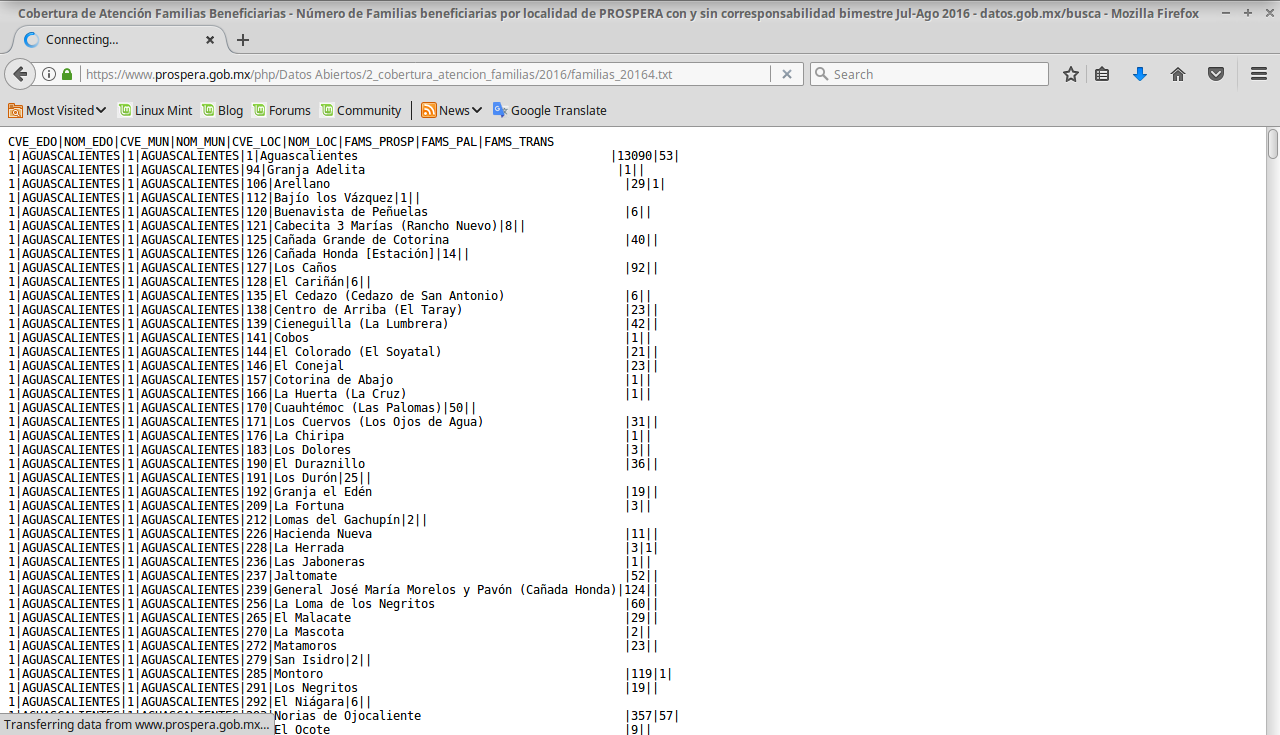 Cobertura de Atención Familias Beneficiarias - Número de Familias beneficiarias por localidad de PROSPERA con y sin corresponsabilidad bimestre Jul-Ago 2016 - datos.gob.mx/busca - Mozilla Firefox
Connecting...
https://www.prospera.gob.mx/php/Datos Abiertos/2_cobertura_atencion_familias/2016/familias_20164.txt
Search
Most Visited Linux Mint Blog Forums Community News Google Translate
CVE_EDO|NOM_EDO|CVE_MUN|NOM_MUN|CVE_LOC|NOM_LOC|FAMS_PROSP|FAMS_PAL|FAMS_TRANS
1|AGUASCALIENTES|1|AGUASCALIENTES|1|Aguascalientes |13090|53|
1|AGUASCALIENTES|1|AGUASCALIENTES|94|Granja Adelita |1||
1|AGUASCALIENTES|1|AGUASCALIENTES|106|Arellano |29|1|
1|AGUASCALIENTES|1|AGUASCALIENTES|112|Bajío los Vázquez|1||
1|AGUASCALIENTES|1|AGUASCALIENTES|120|Buenavista de Peñuelas |6||
1|AGUASCALIENTES|1|AGUASCALIENTES|121|Cabecita 3 Marías (Rancho Nuevo)|8||
1|AGUASCALIENTES|1|AGUASCALIENTES|125|Cañada Grande de Cotorina |40||
1|AGUASCALIENTES|1|AGUASCALIENTES|126|Cañada Honda [Estación]|14||
1|AGUASCALIENTES|1|AGUASCALIENTES|127|Los Caños |92||
1|AGUASCALIENTES|1|AGUASCALIENTES|128|El Cariñán|6||
1|AGUASCALIENTES|1|AGUASCALIENTES|135|El Cedazo (Cedazo de San Antonio) |6||
1|AGUASCALIENTES|1|AGUASCALIENTES|138|Centro de Arriba (El Taray) |23||
1|AGUASCALIENTES|1|AGUASCALIENTES|139|Cieneguilla (La Lumbrera) |42||
1|AGUASCALIENTES|1|AGUASCALIENTES|141|Cobos |1||
1|AGUASCALIENTES|1|AGUASCALIENTES|144|El Colorado (El Soyatal) |21||
1|AGUASCALIENTES|1|AGUASCALIENTES|146|El Conejal |23||
1|AGUASCALIENTES|1|AGUASCALIENTES|157|Cotorina de Abajo |1||
1|AGUASCALIENTES|1|AGUASCALIENTES|166|La Huerta (La Cruz) |1||
1|AGUASCALIENTES|1|AGUASCALIENTES|170|Cuauhtémoc (Las Palomas)|50||
1|AGUASCALIENTES|1|AGUASCALIENTES|171|Los Cuervos (Los Ojos de Agua) |31||
1|AGUASCALIENTES|1|AGUASCALIENTES|176|La Chiripa |1||
1|AGUASCALIENTES|1|AGUASCALIENTES|183|Los Dolores |3||
1|AGUASCALIENTES|1|AGUASCALIENTES|190|El Duraznillo |36||
1|AGUASCALIENTES|1|AGUASCALIENTES|191|Los Durón|25||
1|AGUASCALIENTES|1|AGUASCALIENTES|192|Granja el Edén |19||
1|AGUASCALIENTES|1|AGUASCALIENTES|209|La Fortuna |3||
1|AGUASCALIENTES|1|AGUASCALIENTES|212|Lomas del Gachupín|2||
1|AGUASCALIENTES|1|AGUASCALIENTES|226|Hacienda Nueva |11||
1|AGUASCALIENTES|1|AGUASCALIENTES|228|La Herrada |3|1|
1|AGUASCALIENTES|1|AGUASCALIENTES|236|Las Jaboneras |1||
1|AGUASCALIENTES|1|AGUASCALIENTES|237|Jaltomate |52||
1|AGUASCALIENTES|1|AGUASCALIENTES|239|General José María Morelos y Pavón (Cañada Honda)|124||
1|AGUASCALIENTES|1|AGUASCALIENTES|256|La Loma de los Negritos |60||
1|AGUASCALIENTES|1|AGUASCALIENTES|265|El Malacate |29||
1|AGUASCALIENTES|1|AGUASCALIENTES|270|La Mascota |2||
1|AGUASCALIENTES|1|AGUASCALIENTES|272|Matamoros |23||
1|AGUASCALIENTES|1|AGUASCALIENTES|279|San Isidro|2||
1|AGUASCALIENTES|1|AGUASCALIENTES|285|Montoro |119|1|
1|AGUASCALIENTES|1|AGUASCALIENTES|291|Los Negritos |19||
1|AGUASCALIENTES|1|AGUASCALIENTES|292|El Niágara|6||
Norias de Ojocaliente |357|57|
El Ocote |9||
Transferring data from www.prospera.gob.mx...